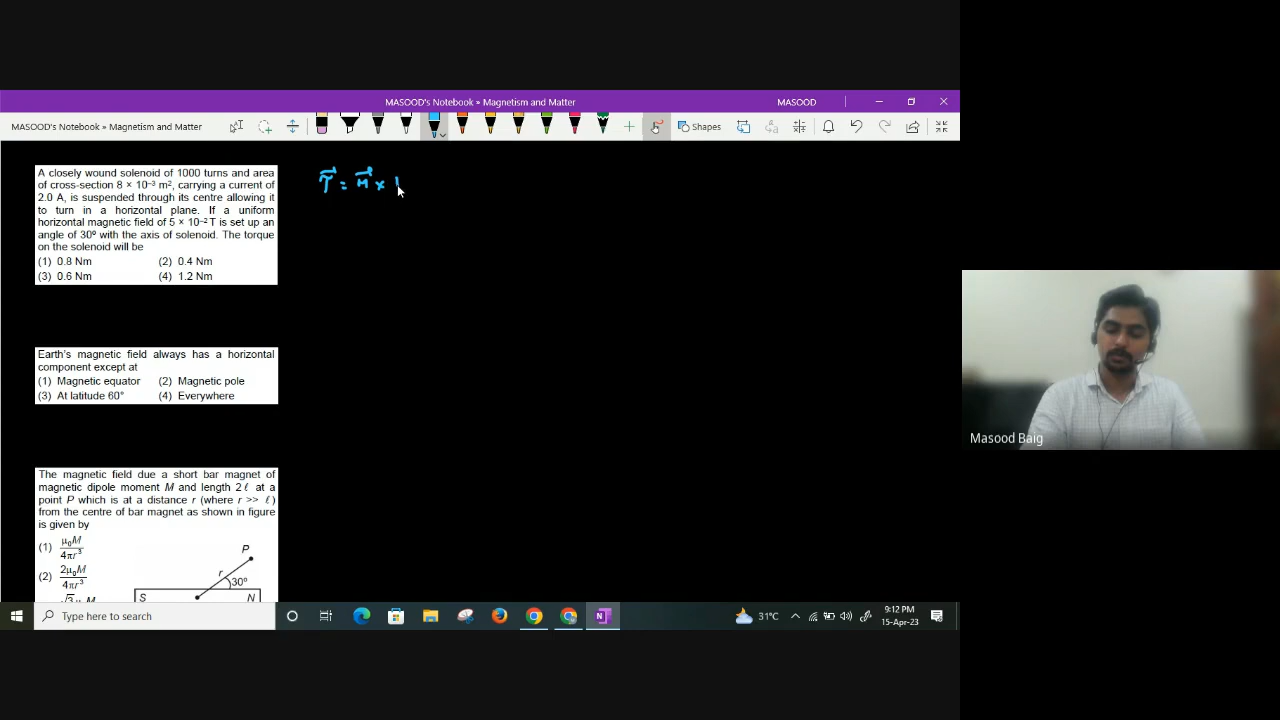 MASOOD's Notebook » Magnetism and Matter
MASOOD
MASOOD's Notebook » Magnetism and Matter
Shapes
A closely wound solenoid of 1000 turns and area
of cross-section 8 × 10⁻³ m², carrying a current of
2.0 A, is suspended through its centre allowing it
to turn in a horizontal plane. If a uniform
horizontal magnetic field of 5 × 10⁻² T is set up an
angle of 30º with the axis of solenoid. The torque
on the solenoid will be
(1) 0.8 Nm (2) 0.4 Nm
(3) 0.6 Nm (4) 1.2 Nm
τ⃗ = M⃗ ×
Earth's magnetic field always has a horizontal
component except at
(1) Magnetic equator (2) Magnetic pole
(3) At latitude 60° (4) Everywhere
The magnetic field due a short bar magnet of
magnetic dipole moment M and length 2ℓ at a
point P which is at a distance r (where r >> ℓ)
from the centre of bar magnet as shown in figure
is given by
(1) μ₀M / 4πr³
(2) 2μ₀M / 4πr³
P
r
30º
S N
Masood Baig
Type here to search
31°C
9:12 PM
15-Apr-23